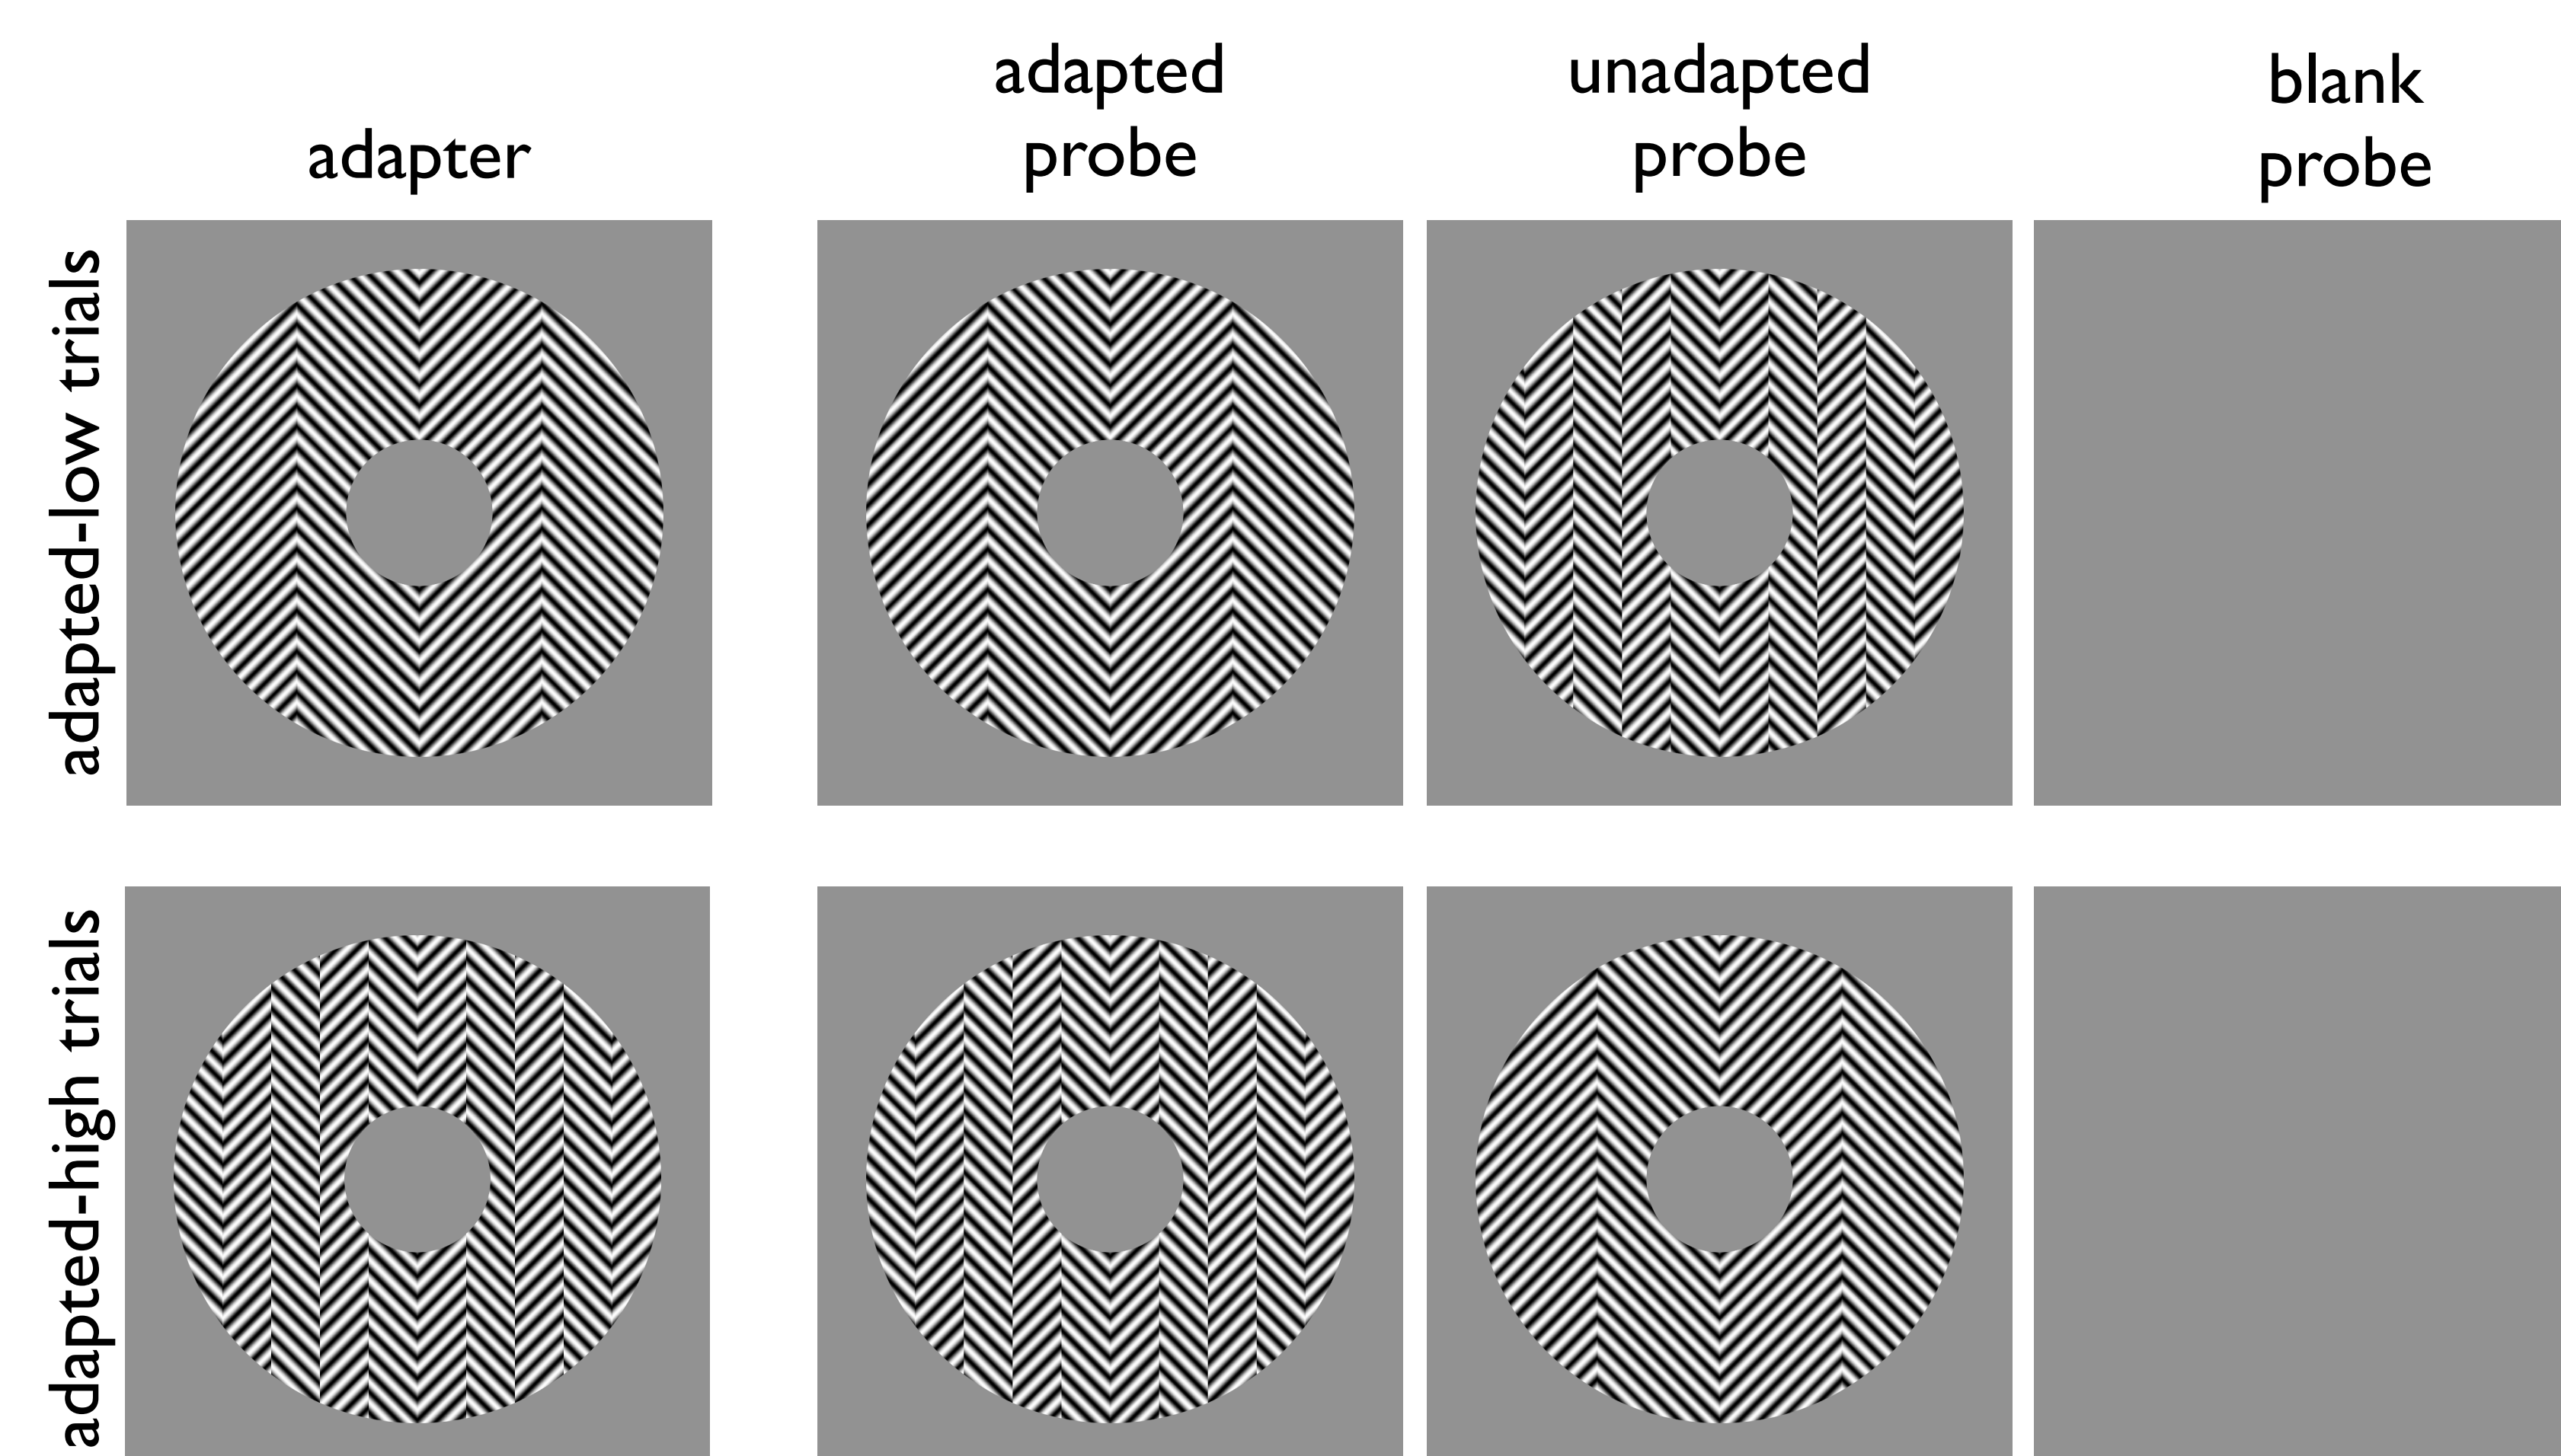 adapter
adapted
probe
unadapted
probe
blank
probe
adapted-low trials
adapted-high trials